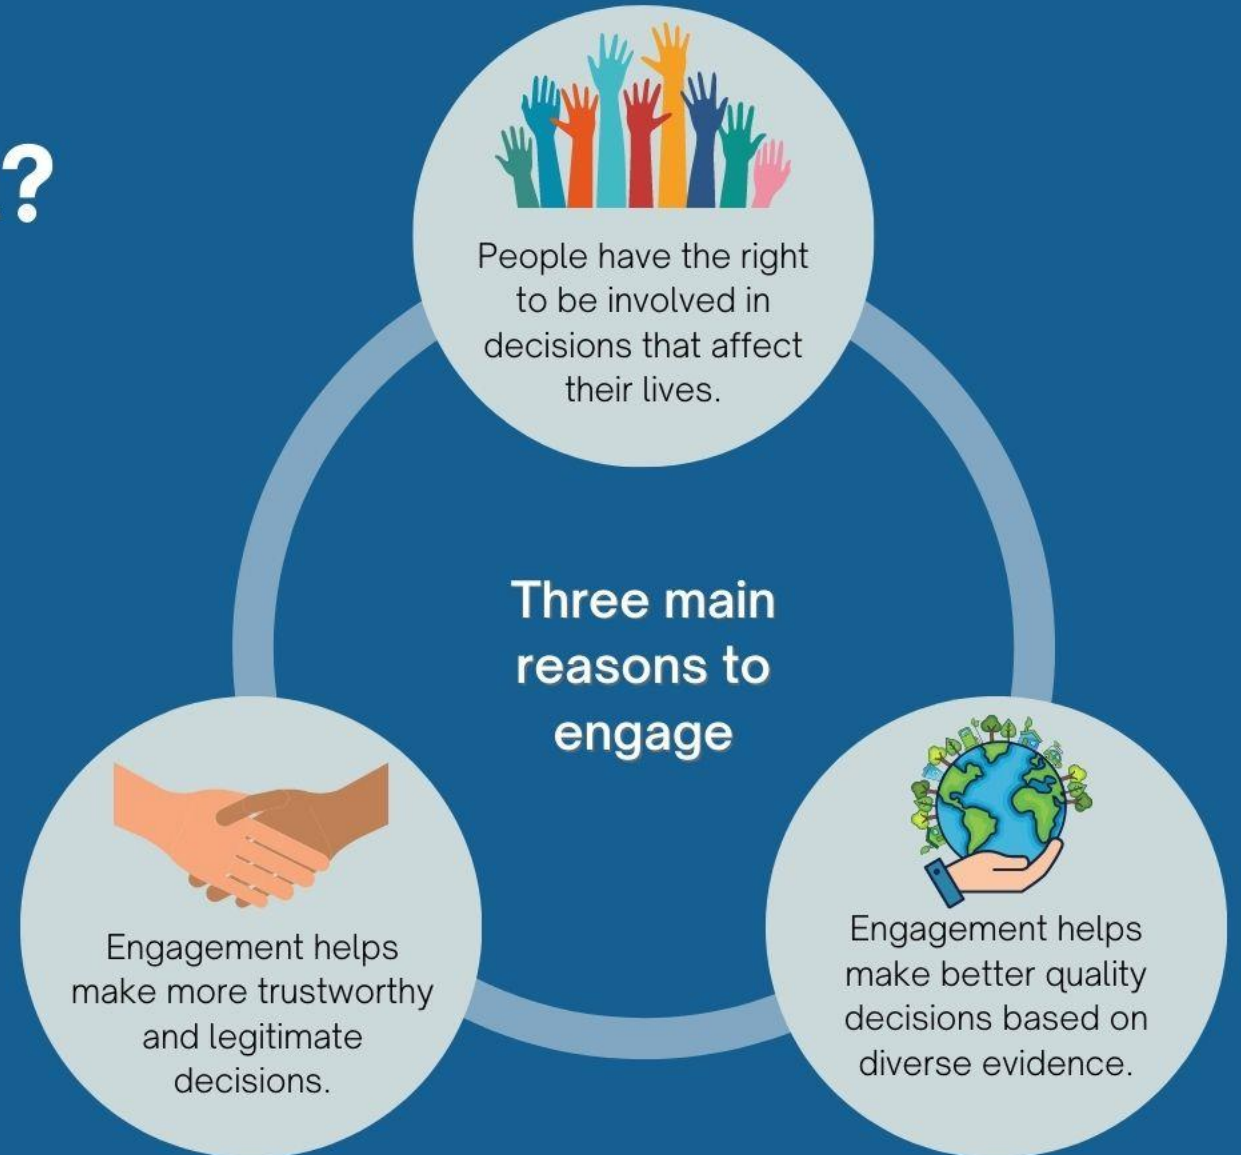 ?
People have the right
to be involved in
decisions that affect
their lives.
Three main
reasons to
engage
Engagement helps
make more trustworthy
and legitimate
decisions.
Engagement helps
make better quality
decisions based on
diverse evidence.